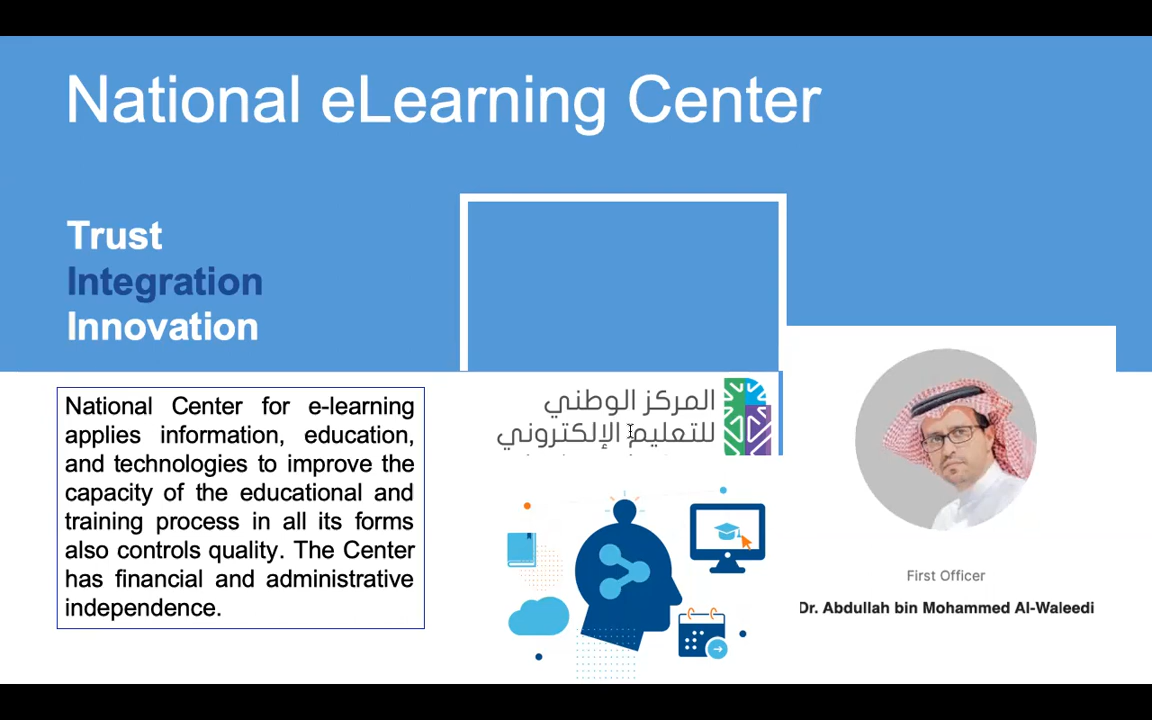 National eLearning Center
Trust
Integration
Innovation
National Center for e-learning
applies information, education,
and technologies to improve the
capacity of the educational and
training process in all its forms
also controls quality. The Center
has financial and administrative
independence.
المركز الوطني
للتعليم الإلكتروني
First Officer
Dr. Abdullah bin Mohammed Al-Waleedi